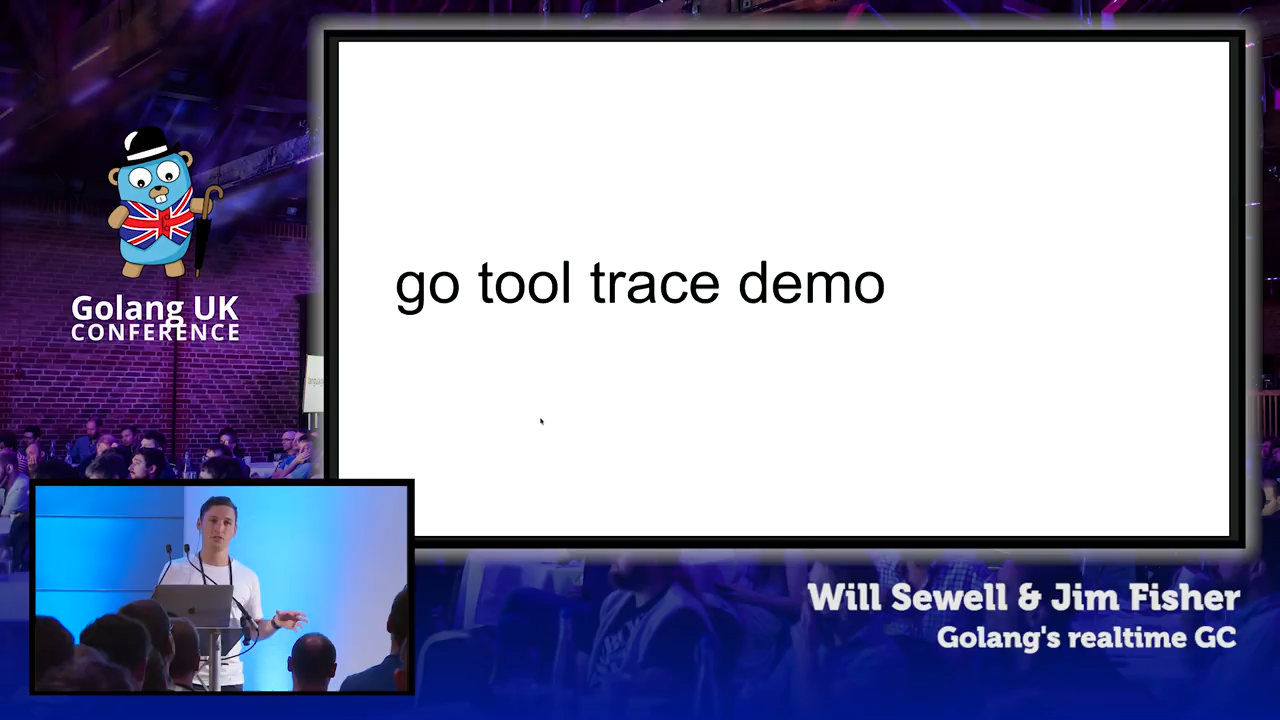 Golang UK
CONFERENCE
go tool trace demo
Will Sewell & Jim Fisher
Golang's realtime GC